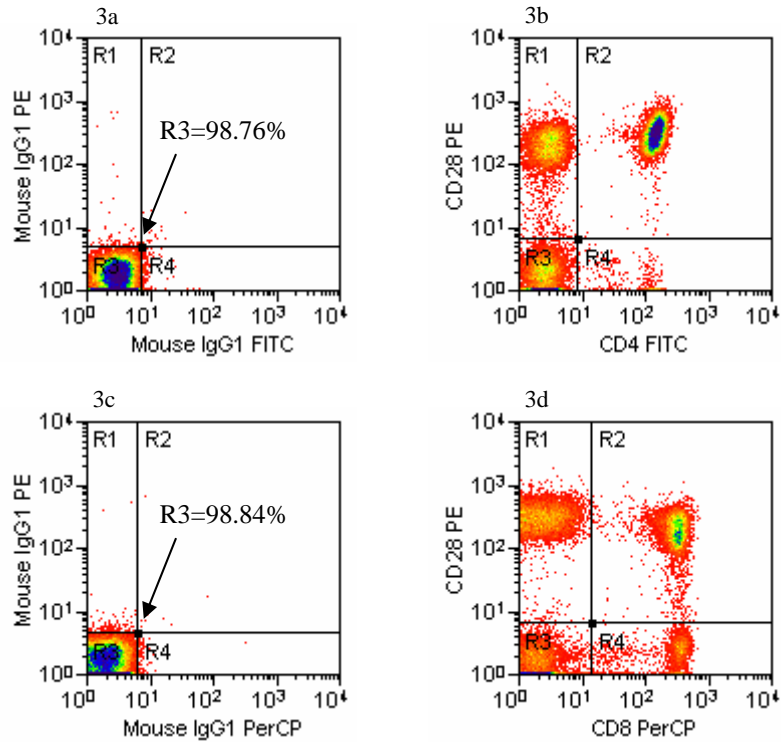 3a
10⁴
R1 R2
10³
R3=98.76%
10²
10¹
R3 R4
10⁰
10⁰ 10¹ 10² 10³ 10⁴
Mouse IgG1 PE
Mouse IgG1 FITC
3b
10⁴
R1 R2
10³
10²
10¹
R3 R4
10⁰
10⁰ 10¹ 10² 10³ 10⁴
CD28 PE
CD4 FITC
3c
10⁴
R1 R2
10³
R3=98.84%
10²
10¹
R3 R4
10⁰
10⁰ 10¹ 10² 10³ 10⁴
Mouse IgG1 PE
Mouse IgG1 PerCP
3d
10⁴
R1 R2
10³
10²
10¹
R3 R4
10⁰
10⁰ 10¹ 10² 10³ 10⁴
CD28 PE
CD8 PerCP